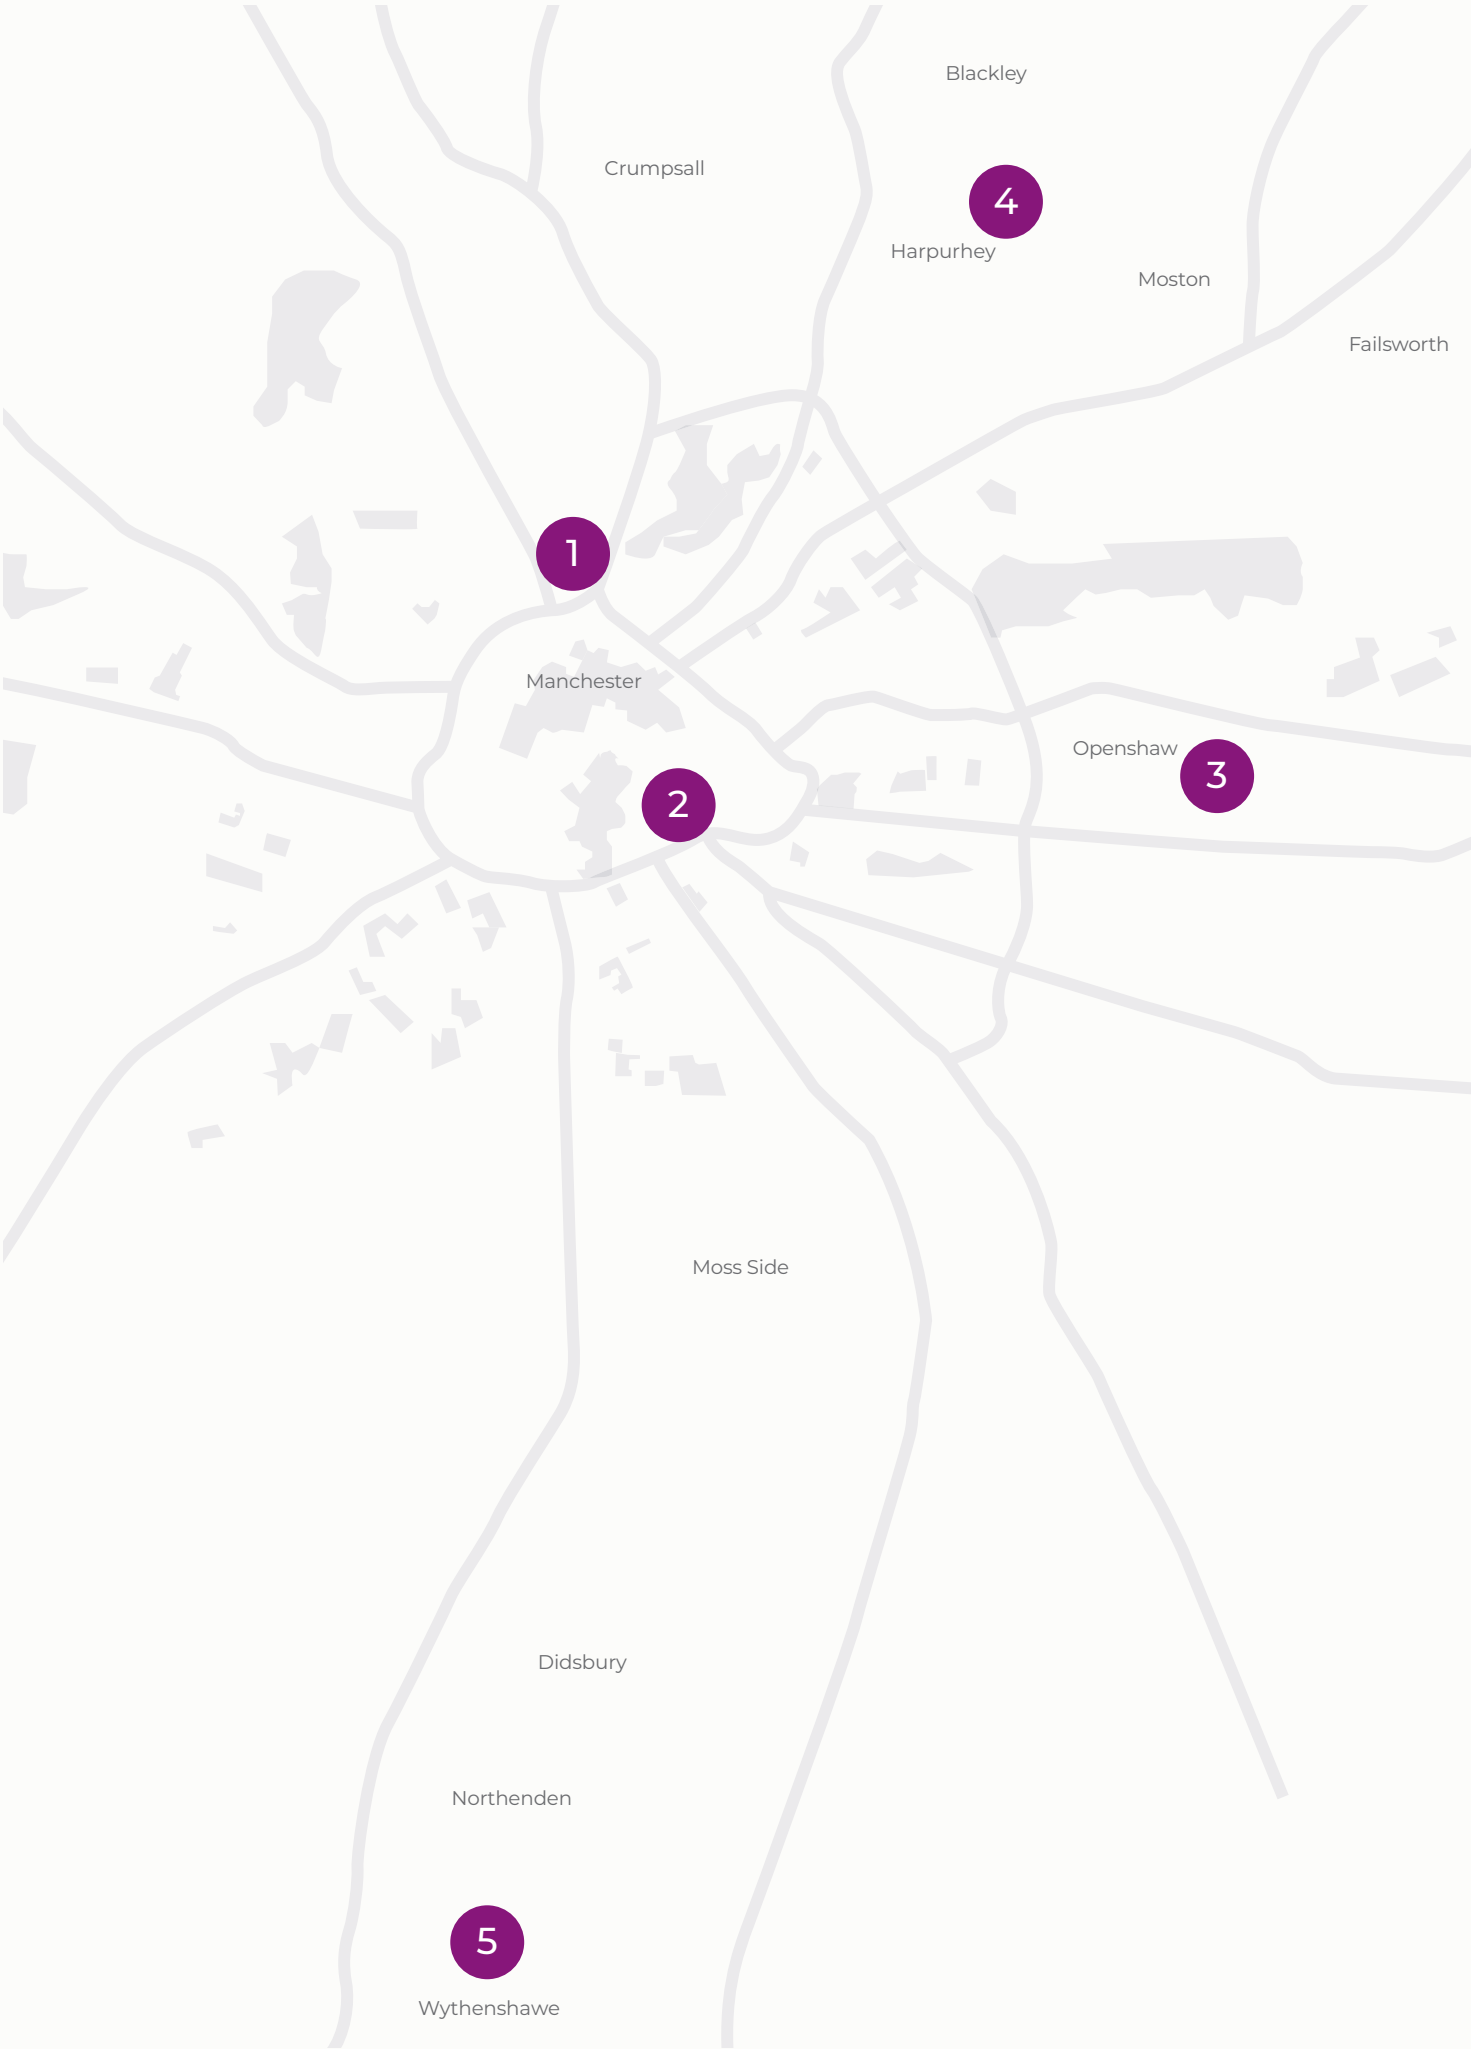 Blackley
Crumpsall
4
Harpurhey
Moston
Failsworth
1
Manchester
Openshaw
3
2
Moss Side
Didsbury
Northenden
5
Wythenshawe